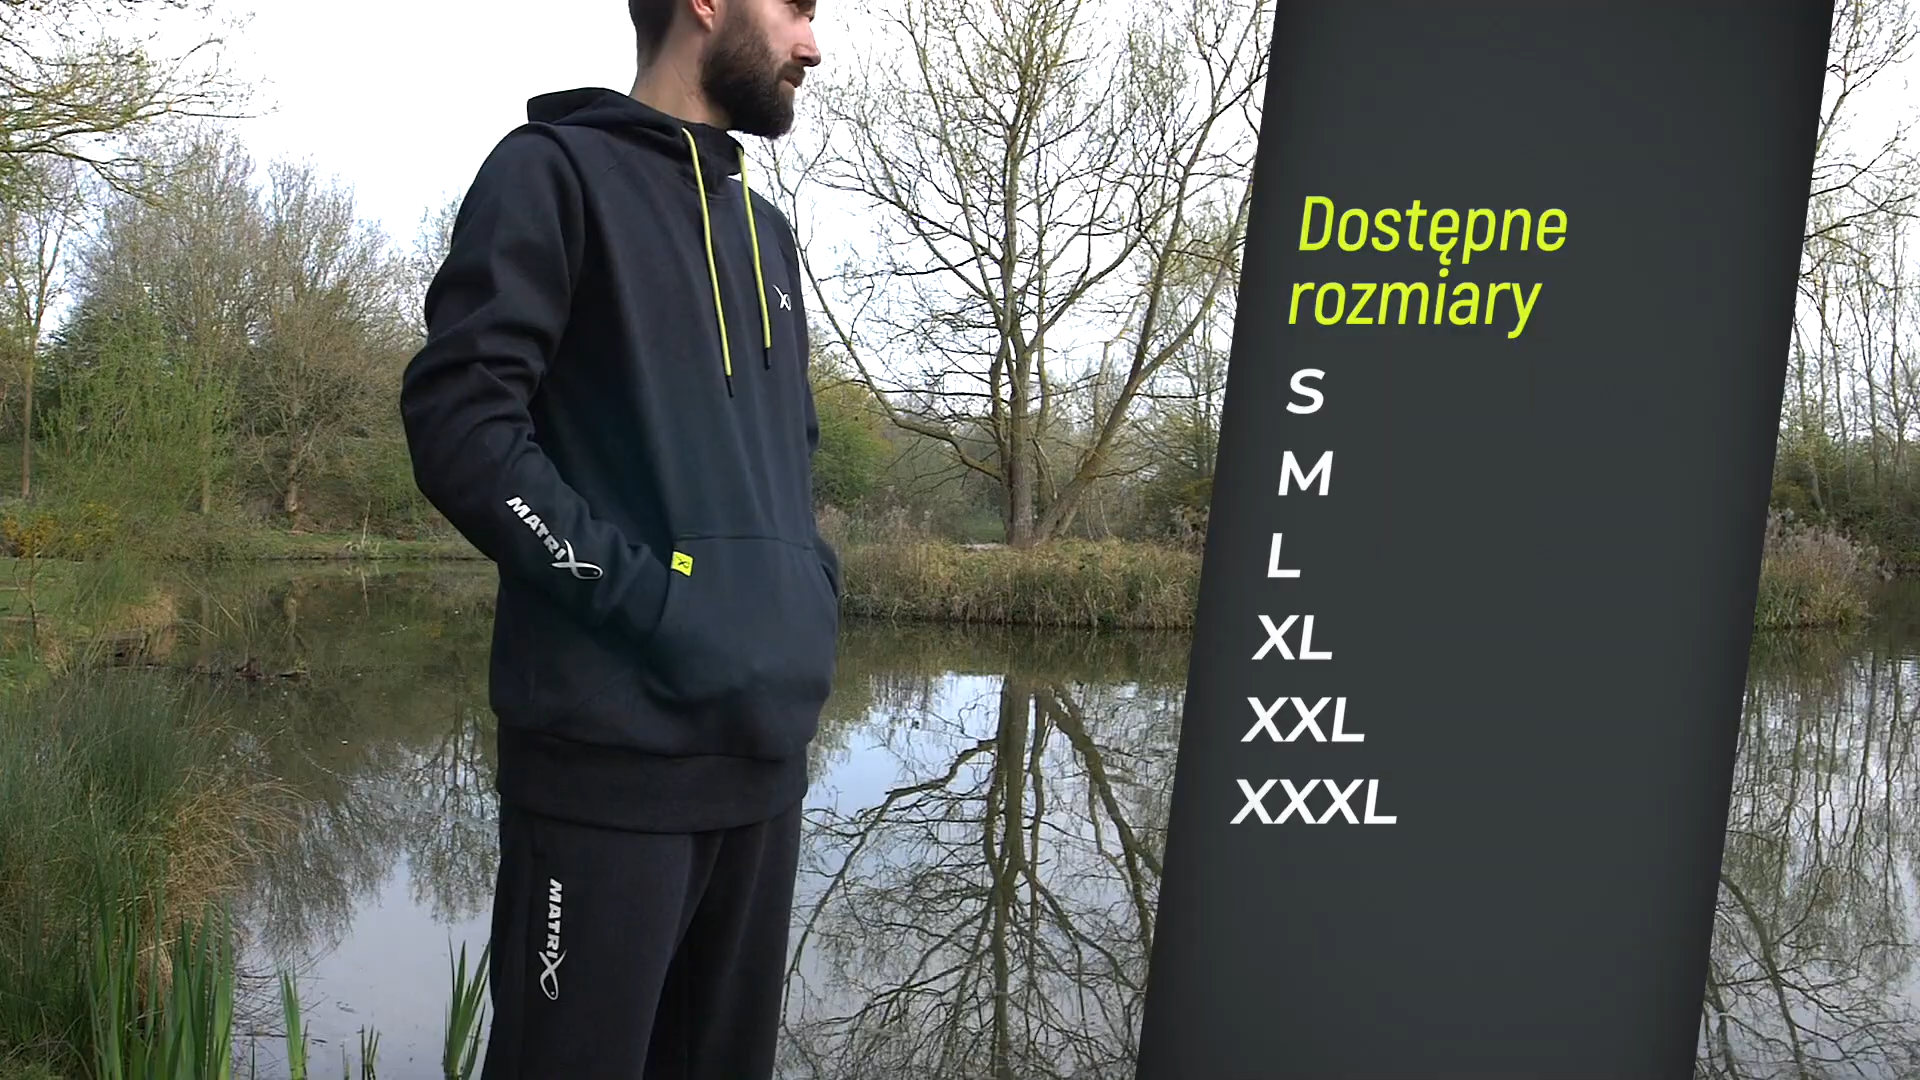 Dostępne
rozmiary
S
M
L
XL
XXL
XXXL
MATRIX
MATRIX